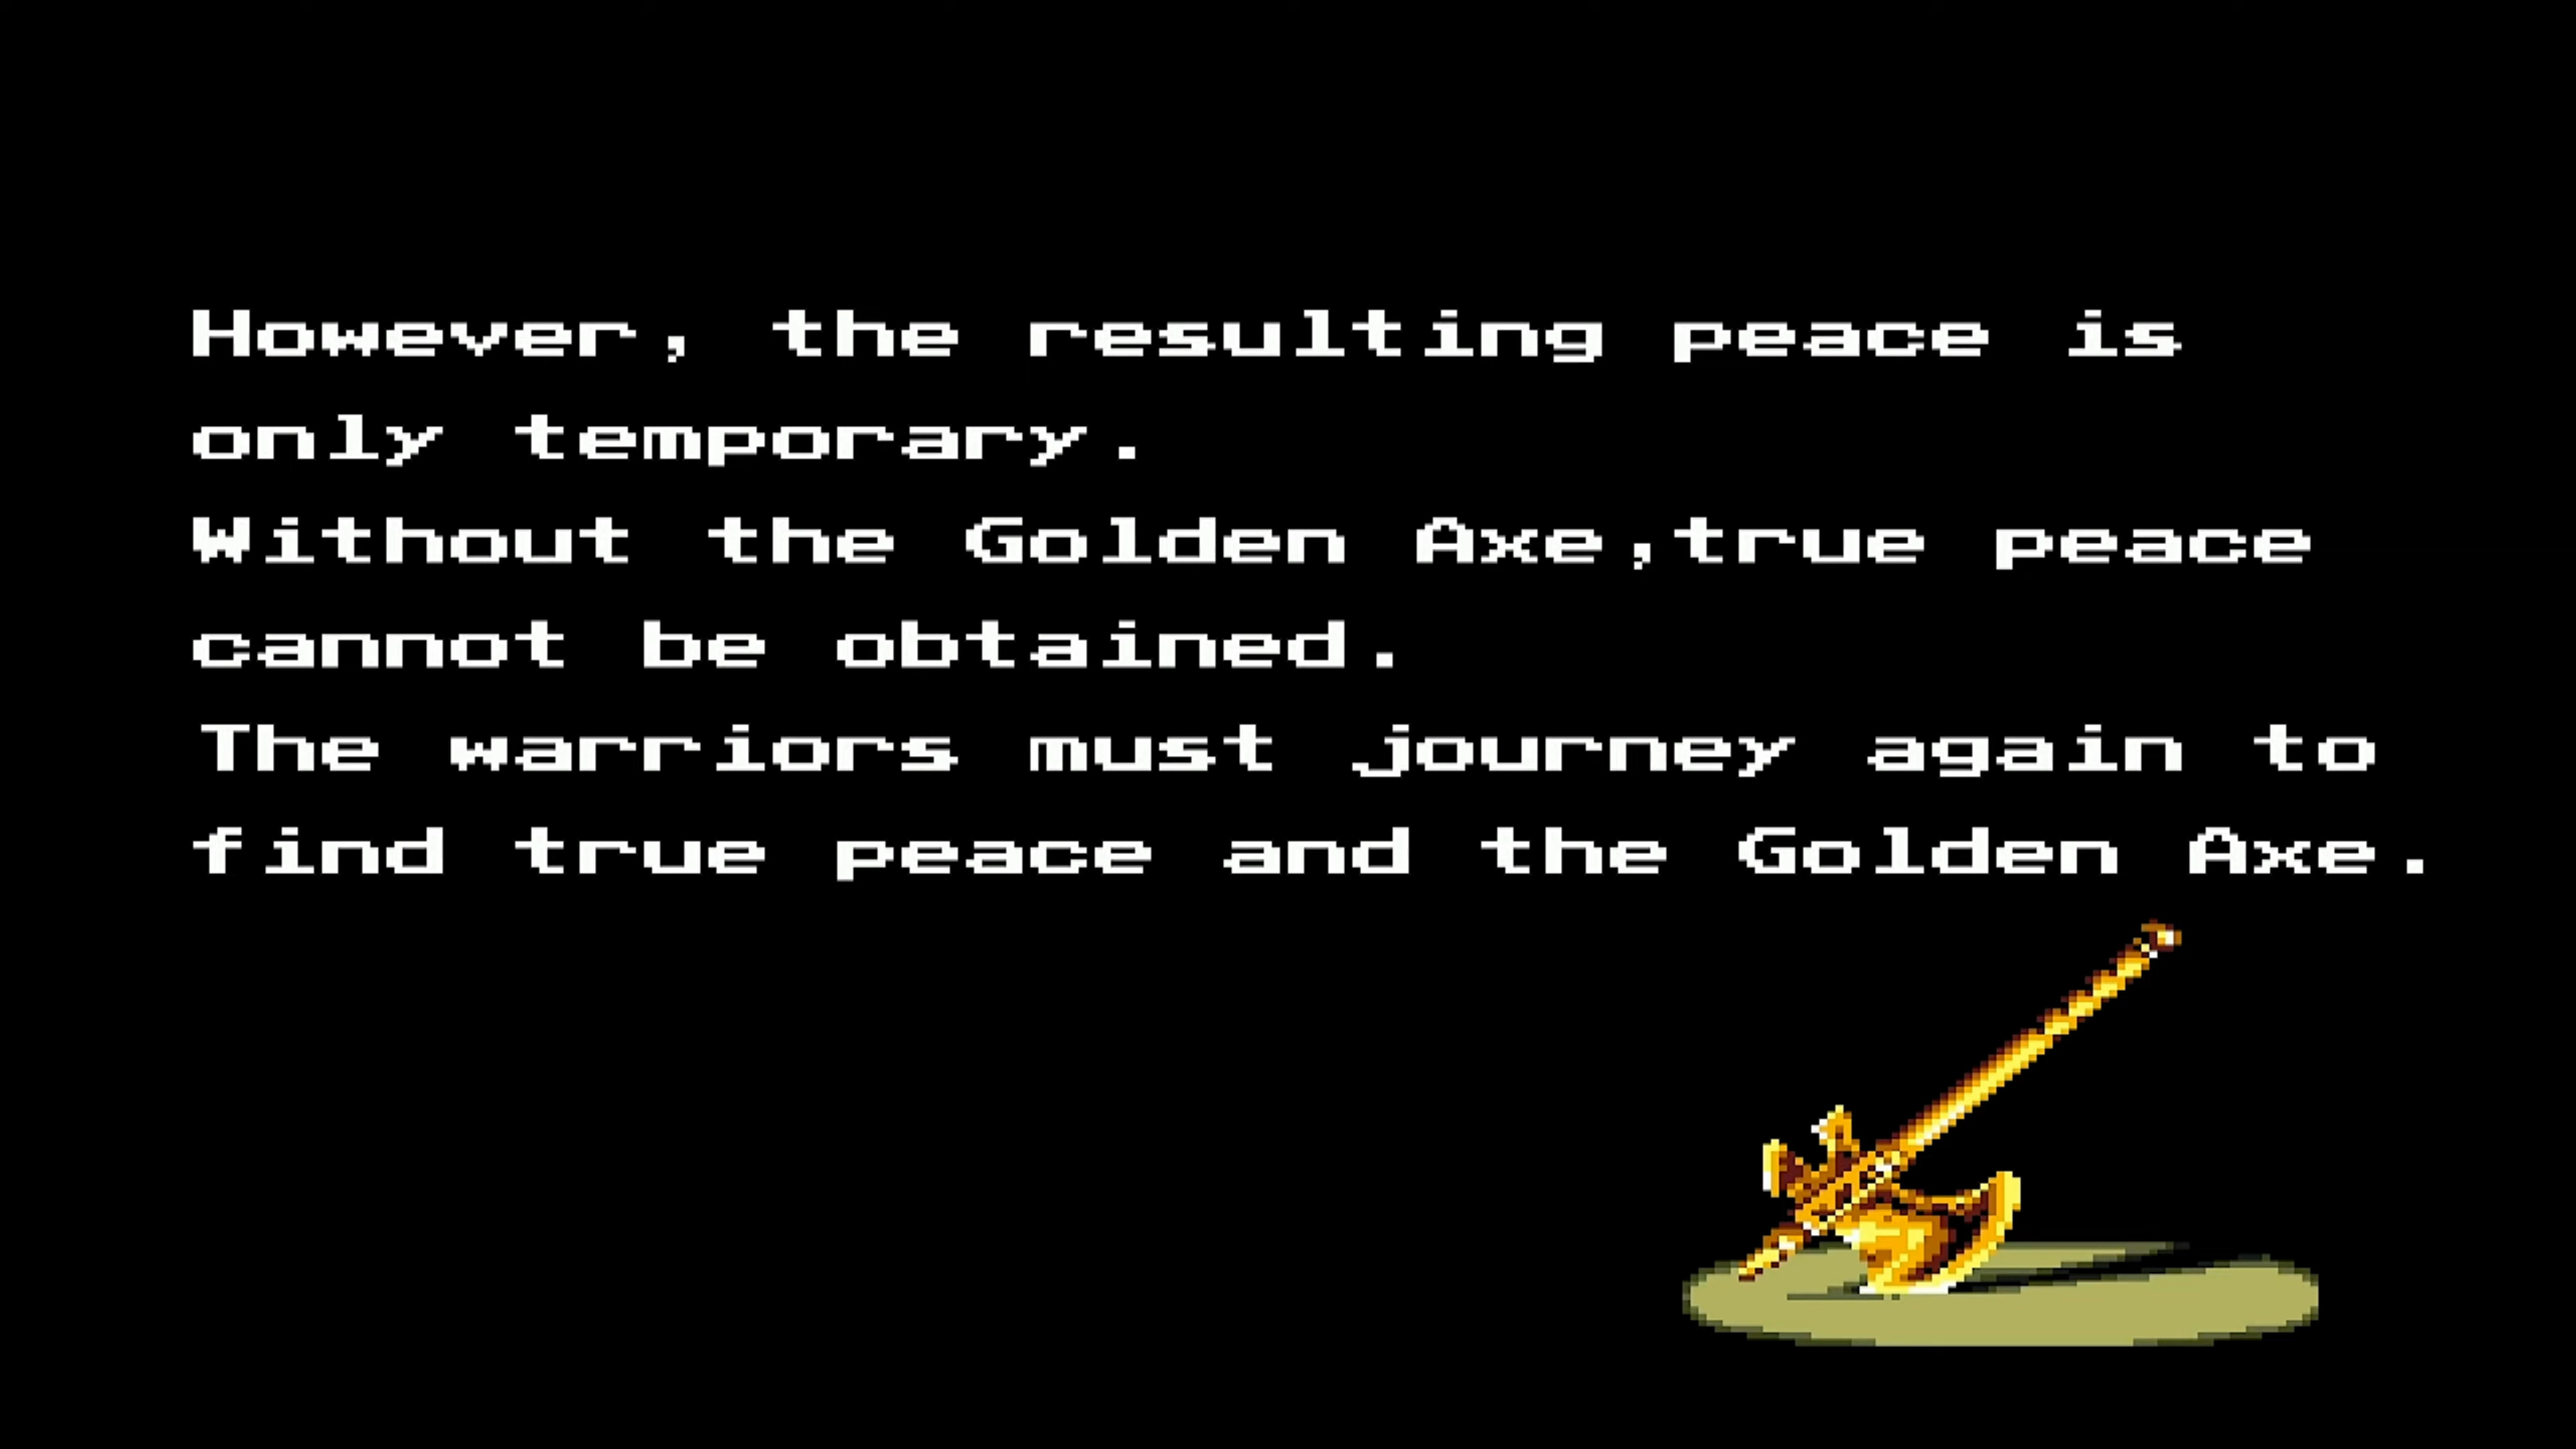 However, the resulting peace is
only temporary.
Without the Golden Axe,true peace
cannot be obtained.
The warriors must journey again to
find true peace and the Golden Axe.